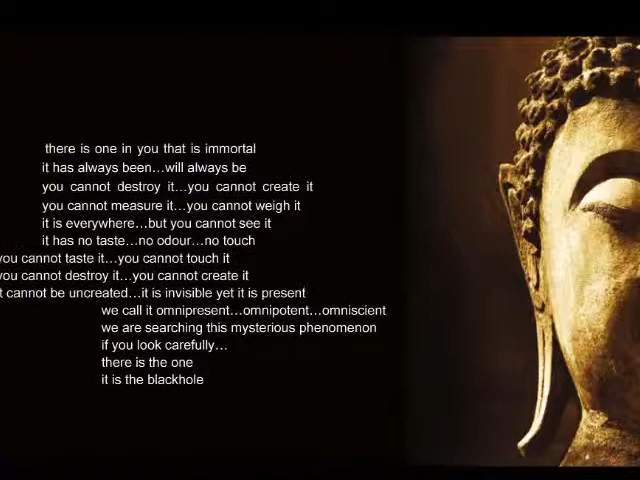 there is one in you that is immortal
it has always been...will always be
you cannot destroy it...you cannot create it
you cannot measure it...you cannot weigh it
it is everywhere...but you cannot see it
it has no taste...no odour...no touch
you cannot taste it...you cannot touch it
you cannot destroy it...you cannot create it
t cannot be uncreated...it is invisible yet it is present
we call it omnipresent...omnipotent...omniscient
we are searching this mysterious phenomenon
if you look carefully...
there is the one
it is the blackhole